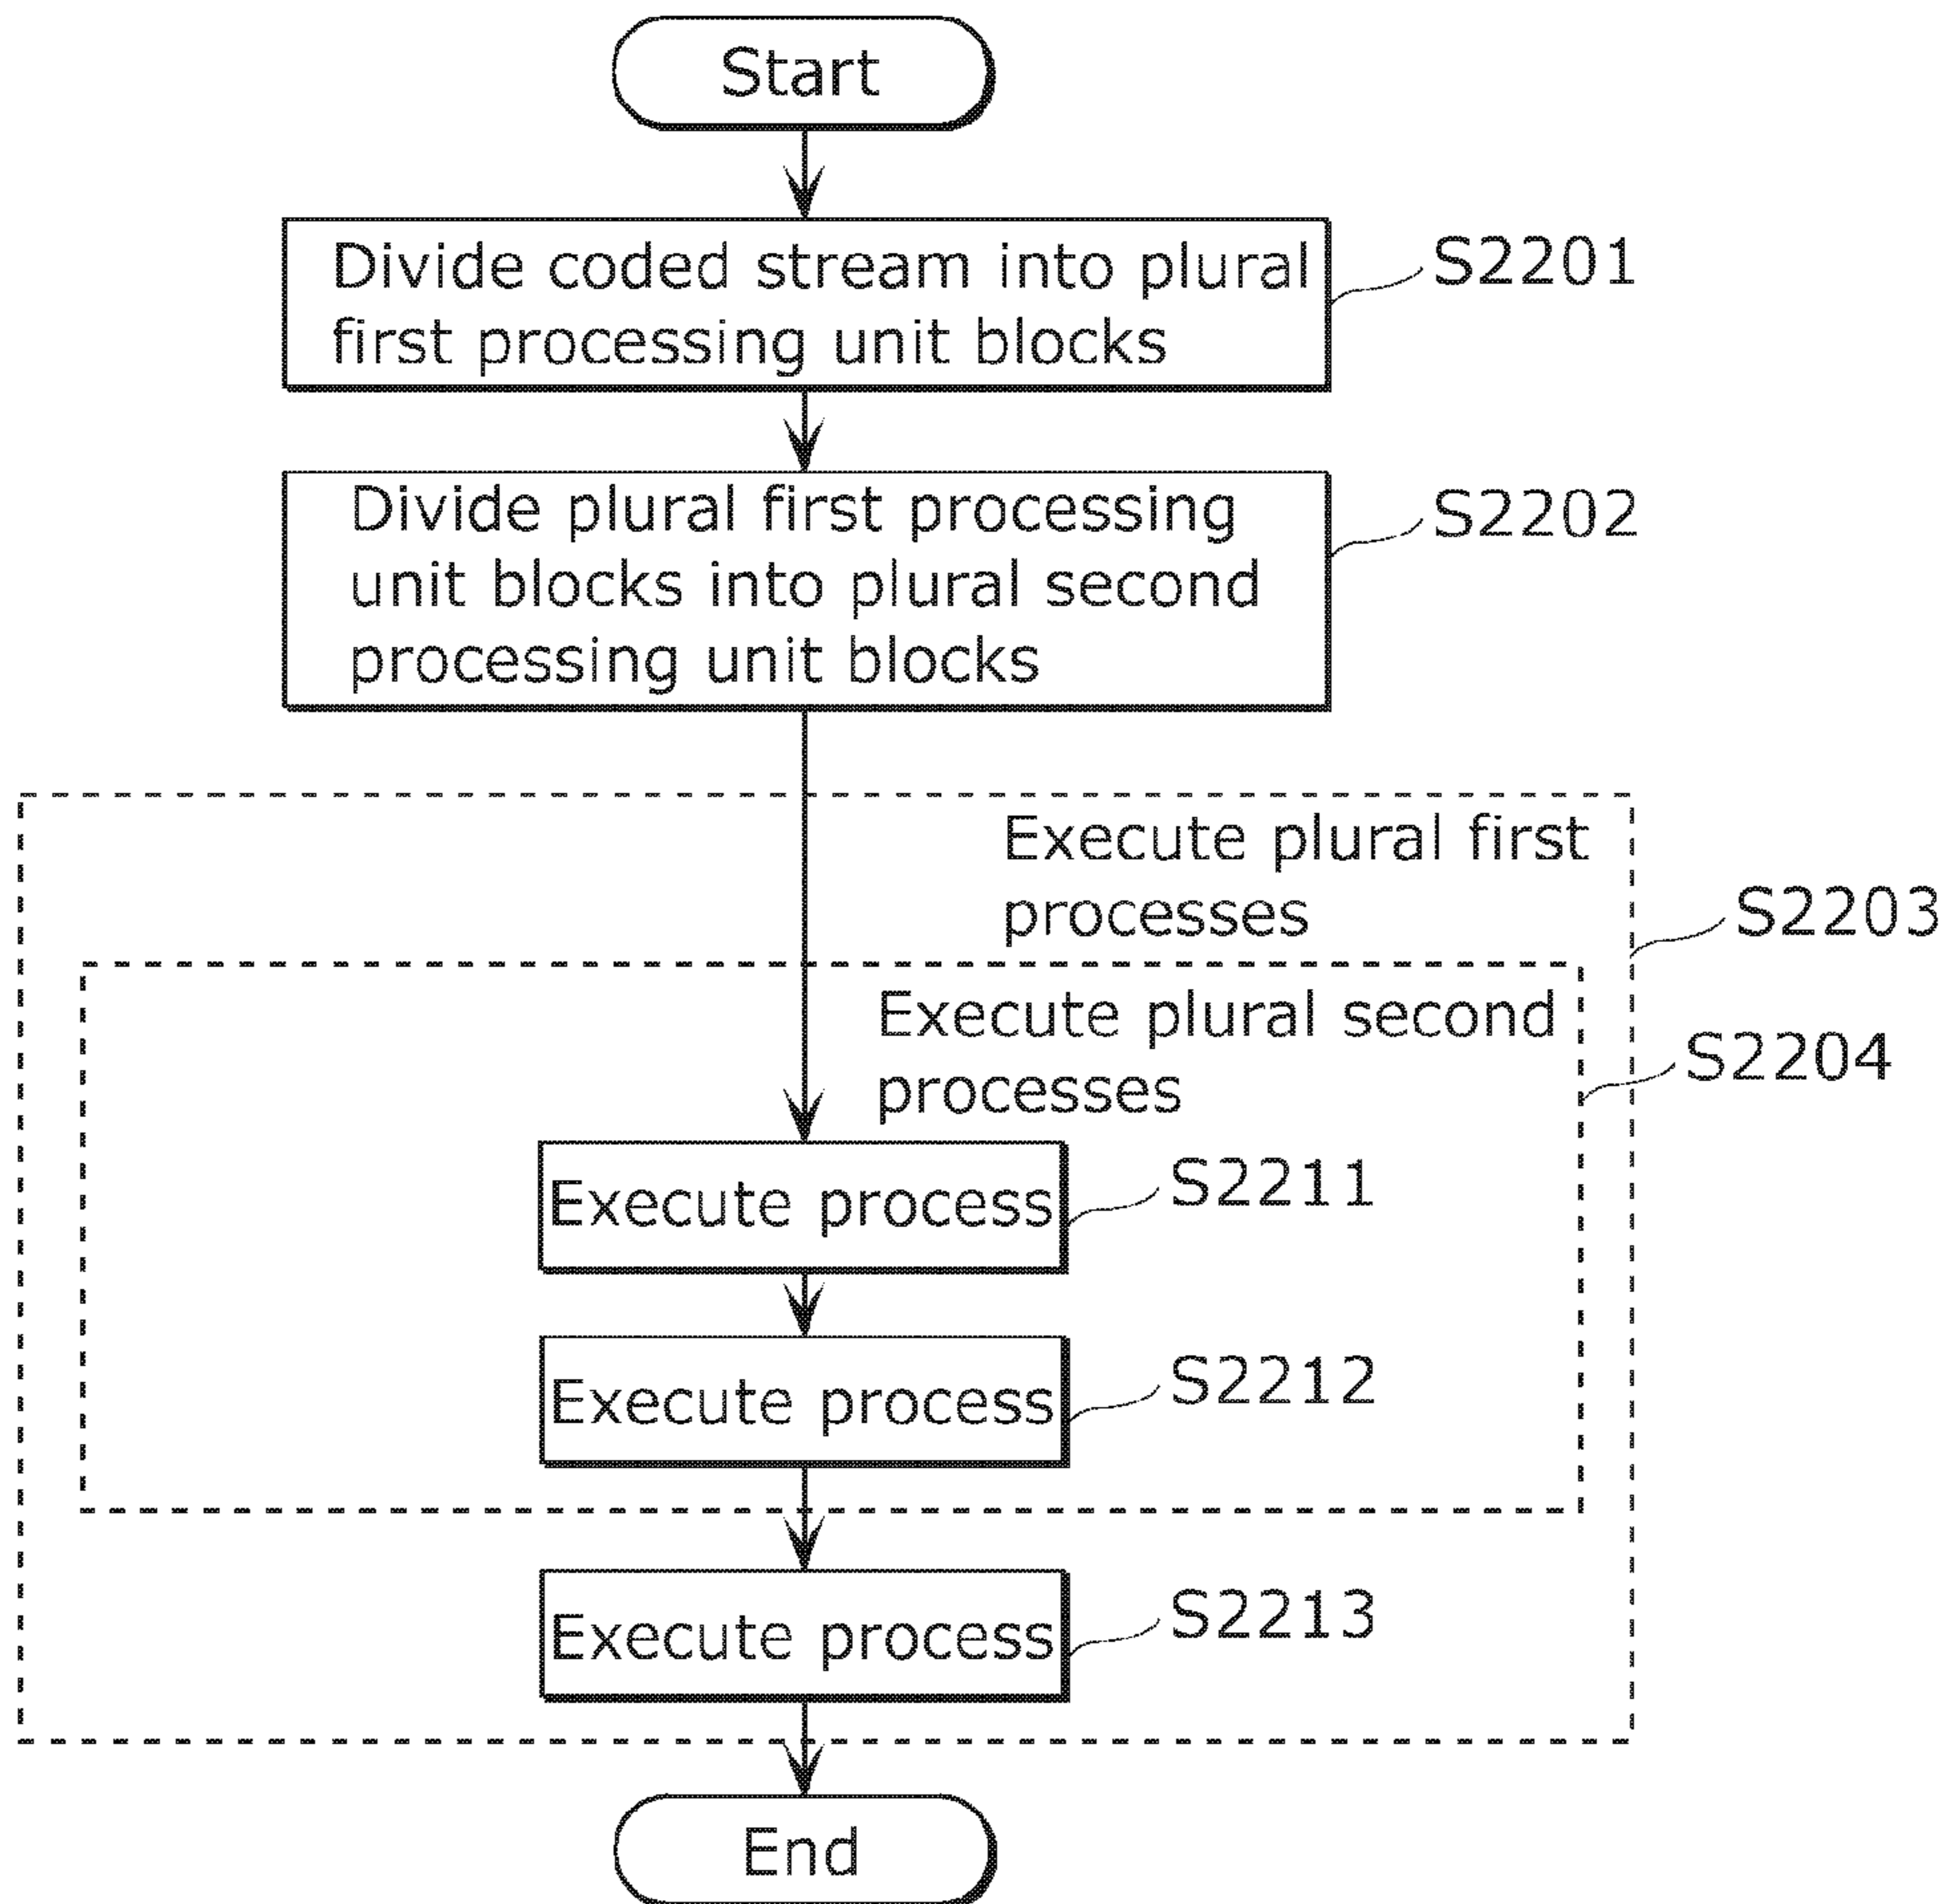 Start
Divide coded stream into plural
first processing unit blocks
S2201
Divide plural first processing
unit blocks into plural second
processing unit blocks
S2202
Execute plural first
processes
S2203
Execute plural second
processes
S2204
Execute process
S2211
Execute process
S2212
Execute process
S2213
End